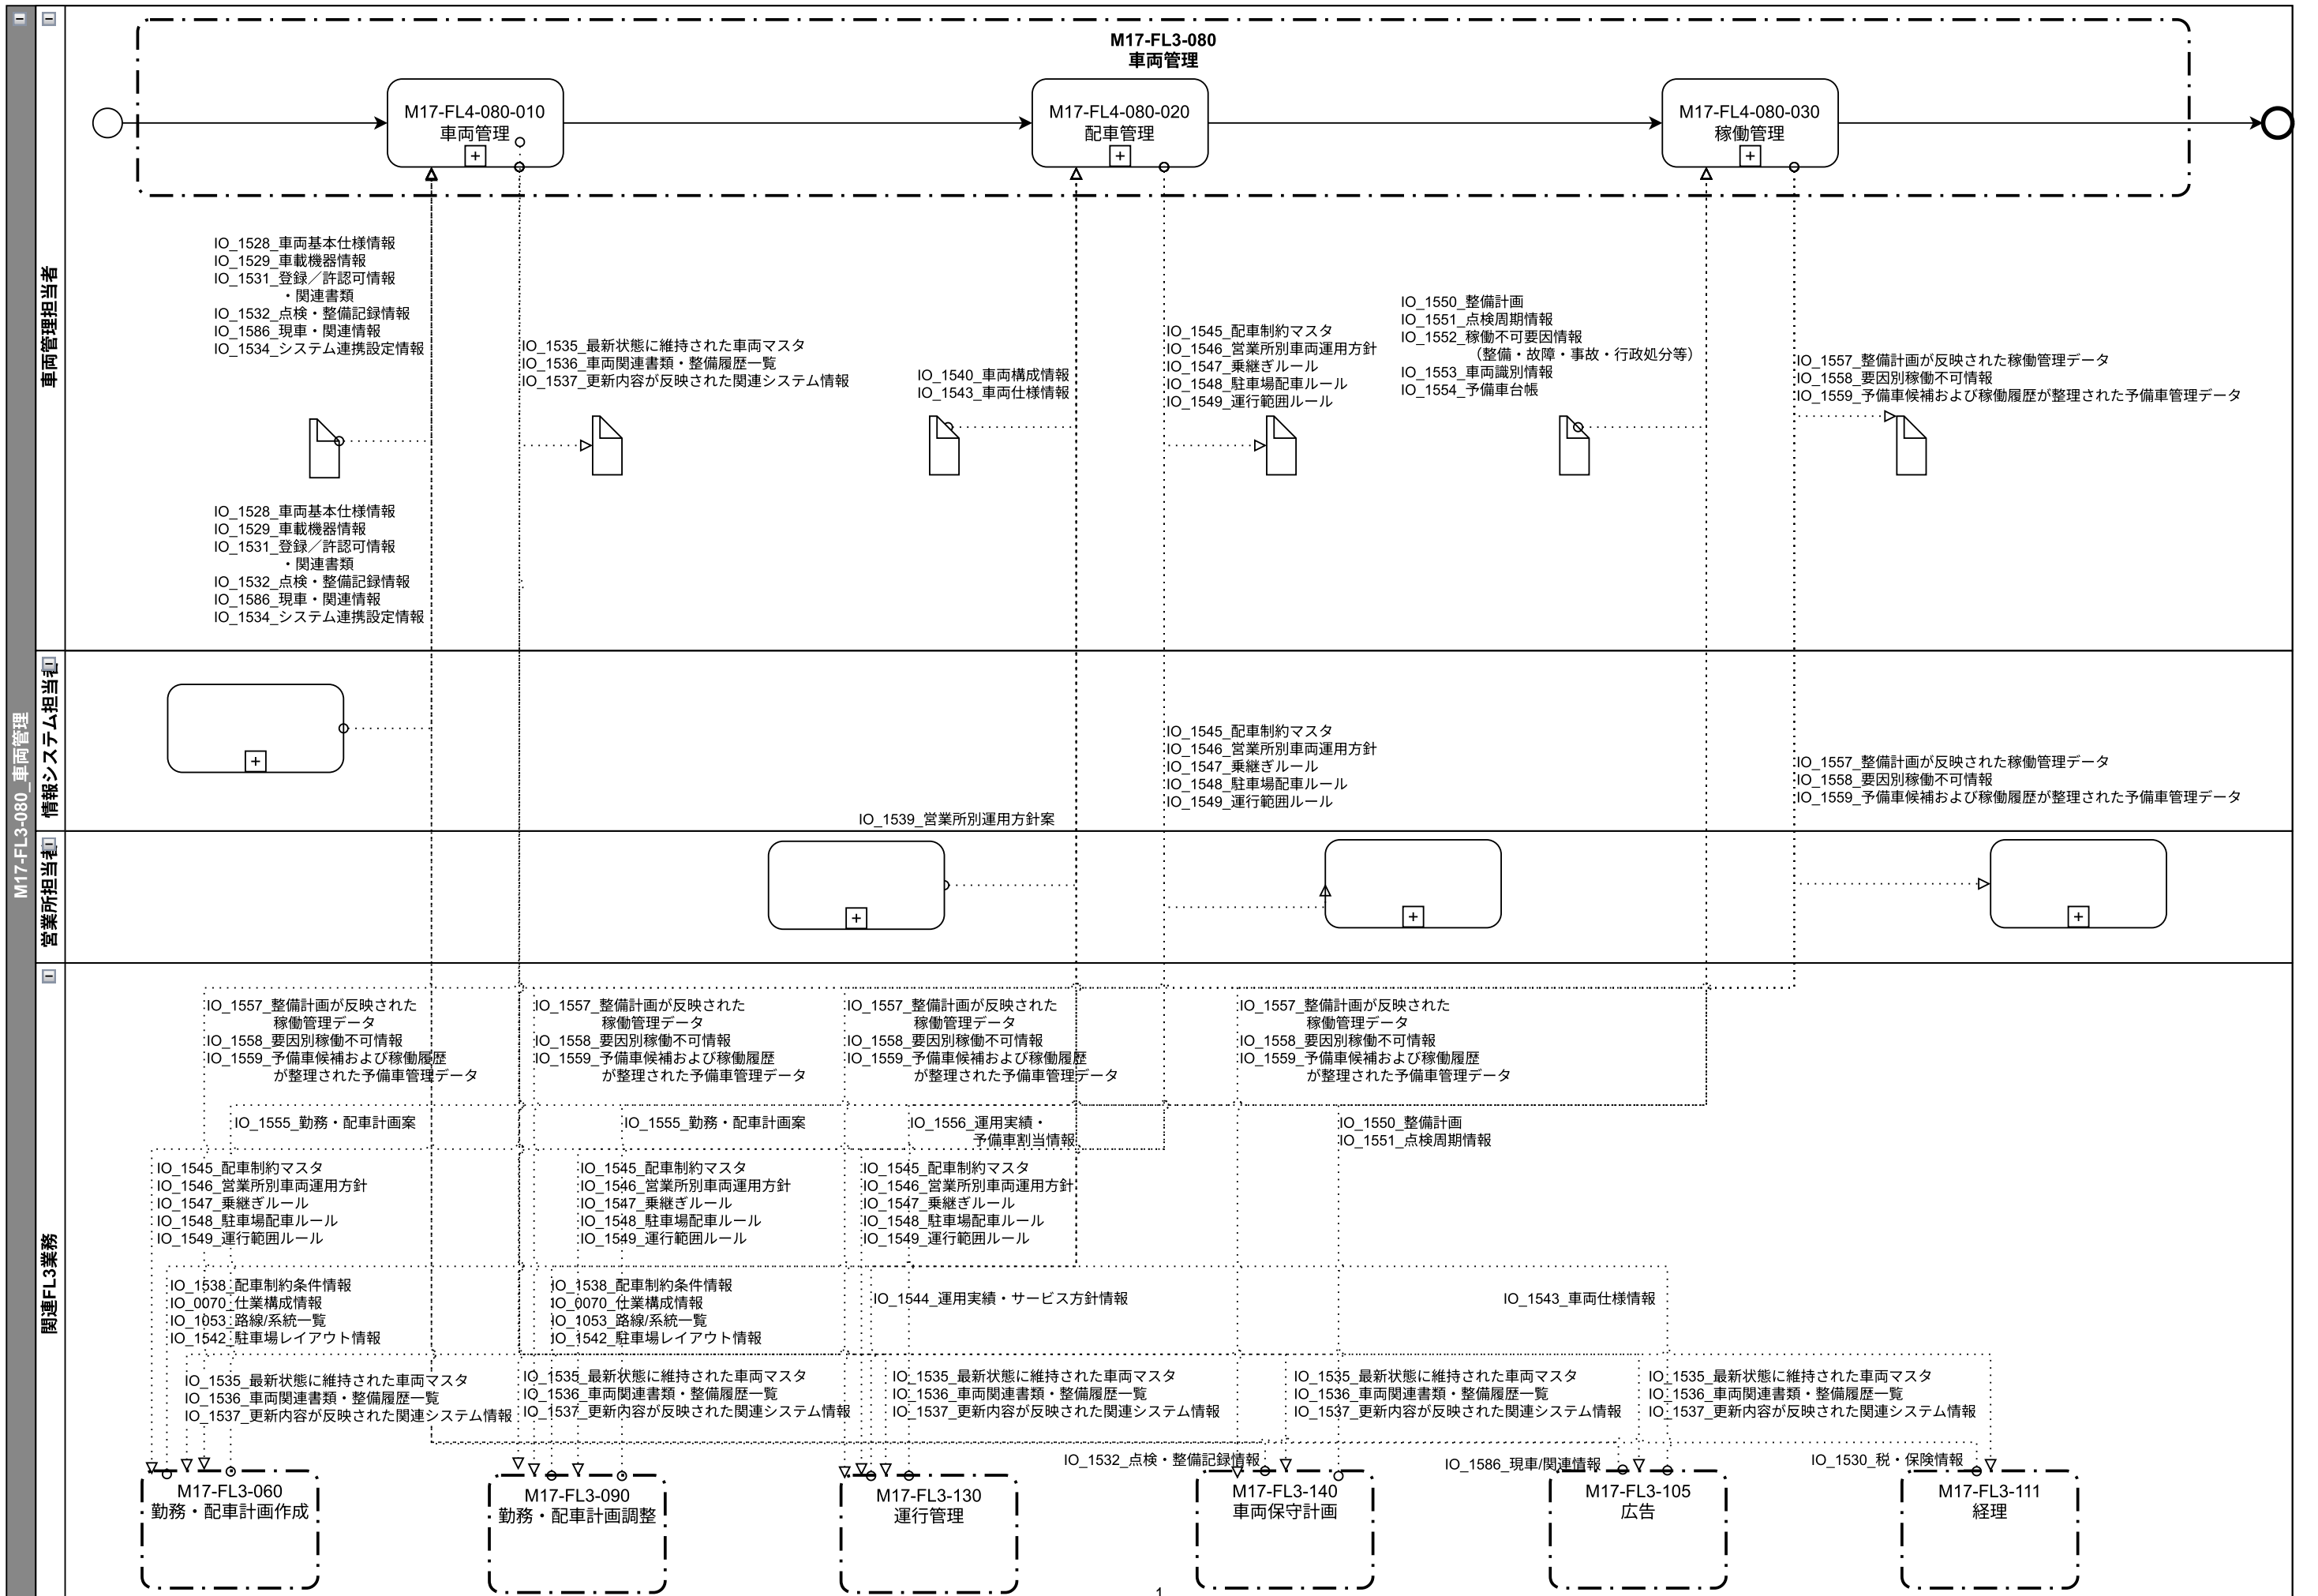 M17-FL3-080_車両管理
車両管理担当者
M17-FL3-080
車両管理
M17-FL4-080-010
車両管理
M17-FL4-080-020
配車管理
M17-FL4-080-030
稼働管理
IO_1528_車両基本仕様情報
IO_1529_車載機器情報
IO_1531_登録／許認可情報
・関連書類
IO_1532_点検・整備記録情報
IO_1586_現車・関連情報
IO_1534_システム連携設定情報
IO_1535_最新状態に維持された車両マスタ
IO_1536_車両関連書類・整備履歴一覧
IO_1537_更新内容が反映された関連システム情報
IO_1540_車両構成情報
IO_1543_車両仕様情報
IO_1545_配車制約マスタ
IO_1546_営業所別車両運用方針
IO_1547_乗継ぎルール
IO_1548_駐車場配車ルール
IO_1549_運行範囲ルール
IO_1550_整備計画
IO_1551_点検周期情報
IO_1552_稼働不可要因情報
（整備・故障・事故・行政処分等）
IO_1553_車両識別情報
IO_1554_予備車台帳
IO_1557_整備計画が反映された稼働管理データ
IO_1558_要因別稼働不可情報
IO_1559_予備車候補および稼働履歴が整理された予備車管理データ
IO_1528_車両基本仕様情報
IO_1529_車載機器情報
IO_1531_登録／許認可情報
・関連書類
IO_1532_点検・整備記録情報
IO_1586_現車・関連情報
IO_1534_システム連携設定情報
情報システム担当者
IO_1545_配車制約マスタ
IO_1546_営業所別車両運用方針
IO_1547_乗継ぎルール
IO_1548_駐車場配車ルール
IO_1549_運行範囲ルール
IO_1557_整備計画が反映された稼働管理データ
IO_1558_要因別稼働不可情報
IO_1559_予備車候補および稼働履歴が整理された予備車管理データ
IO_1539_営業所別運用方針案
営業所担当者
関連FL3業務
IO_1557_整備計画が反映された
稼働管理データ
IO_1558_要因別稼働不可情報
IO_1559_予備車候補および稼働履歴
が整理された予備車管理データ
IO_1557_整備計画が反映された
稼働管理データ
IO_1558_要因別稼働不可情報
IO_1559_予備車候補および稼働履歴
が整理された予備車管理データ
IO_1557_整備計画が反映された
稼働管理データ
IO_1558_要因別稼働不可情報
IO_1559_予備車候補および稼働履歴
が整理された予備車管理データ
IO_1557_整備計画が反映された
稼働管理データ
IO_1558_要因別稼働不可情報
IO_1559_予備車候補および稼働履歴
が整理された予備車管理データ
IO_1555_勤務・配車計画案
IO_1555_勤務・配車計画案
IO_1556_運用実績・
予備車割当情報
IO_1550_整備計画
IO_1551_点検周期情報
IO_1545_配車制約マスタ
IO_1546_営業所別車両運用方針
IO_1547_乗継ぎルール
IO_1548_駐車場配車ルール
IO_1549_運行範囲ルール
IO_1545_配車制約マスタ
IO_1546_営業所別車両運用方針
IO_1547_乗継ぎルール
IO_1548_駐車場配車ルール
IO_1549_運行範囲ルール
IO_1545_配車制約マスタ
IO_1546_営業所別車両運用方針
IO_1547_乗継ぎルール
IO_1548_駐車場配車ルール
IO_1549_運行範囲ルール
IO_1538_配車制約条件情報
IO_0070_仕業構成情報
IO_1053_路線/系統一覧
IO_1542_駐車場レイアウト情報
IO_1538_配車制約条件情報
IO_0070_仕業構成情報
IO_1053_路線/系統一覧
IO_1542_駐車場レイアウト情報
IO_1544_運用実績・サービス方針情報
IO_1543_車両仕様情報
IO_1535_最新状態に維持された車両マスタ
IO_1536_車両関連書類・整備履歴一覧
IO_1537_更新内容が反映された関連システム情報
IO_1535_最新状態に維持された車両マスタ
IO_1536_車両関連書類・整備履歴一覧
IO_1537_更新内容が反映された関連システム情報
IO_1535_最新状態に維持された車両マスタ
IO_1536_車両関連書類・整備履歴一覧
IO_1537_更新内容が反映された関連システム情報
IO_1535_最新状態に維持された車両マスタ
IO_1536_車両関連書類・整備履歴一覧
IO_1537_更新内容が反映された関連システム情報
IO_1535_最新状態に維持された車両マスタ
IO_1536_車両関連書類・整備履歴一覧
IO_1537_更新内容が反映された関連システム情報
IO_1532_点検・整備記録情報
IO_1586_現車/関連情報
IO_1530_税・保険情報
M17-FL3-060
勤務・配車計画作成
M17-FL3-090
勤務・配車計画調整
M17-FL3-130
運行管理
M17-FL3-140
車両保守計画
M17-FL3-105
広告
M17-FL3-111
経理
1